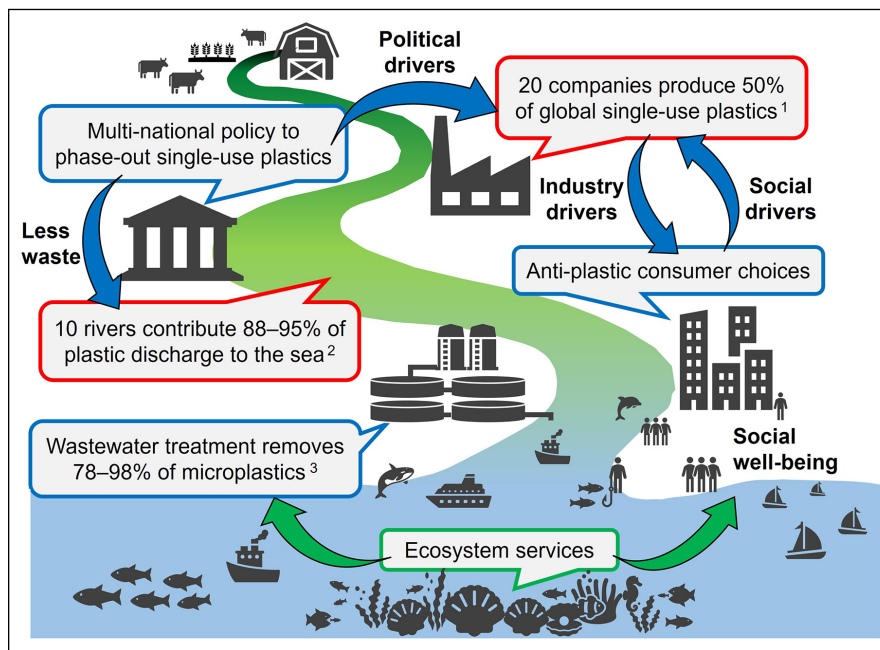 Political
drivers
20 companies produce 50%
of global single-use plastics 1
Multi-national policy to
phase-out single-use plastics
Industry
drivers
Social
drivers
Less
waste
Anti-plastic consumer choices
10 rivers contribute 88–95% of
plastic discharge to the sea 2
Wastewater treatment removes
78–98% of microplastics 3
Social
well-being
Ecosystem services